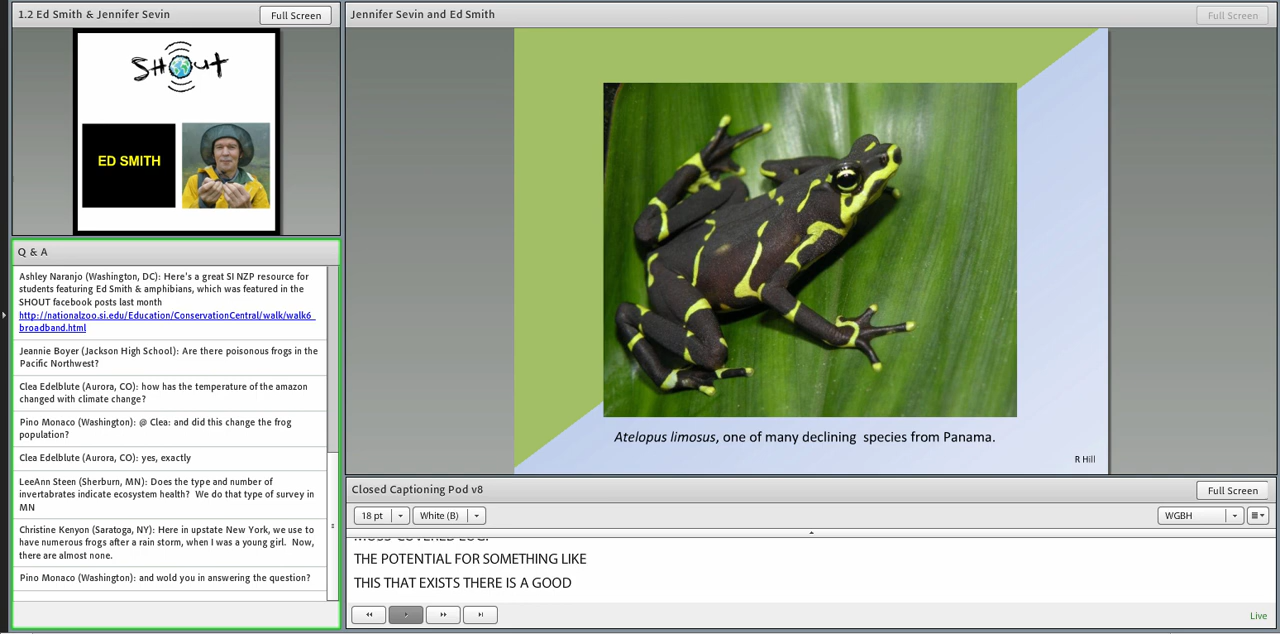 1.2 Ed Smith & Jennifer Sevin
Full Screen
SHOUT
ED SMITH
Q & A
Ashley Naranjo (Washington, DC): Here's a great SI NZP resource for
students featuring Ed Smith & amphibians, which was featured in the
SHOUT facebook posts last month
http://nationalzoo.si.edu/Education/ConservationCentral/walk/walk6_
broadband.html
Jeannie Boyer (Jackson High School): Are there poisonous frogs in the
Pacific Northwest?
Clea Edelblute (Aurora, CO): how has the temperature of the amazon
changed with climate change?
Pino Monaco (Washington): @ Clea: and did this change the frog
population?
Clea Edelblute (Aurora, CO): yes, exactly
LeeAnn Steen (Sherburn, MN): Does the type and number of
invertabrates indicate ecosystem health? We do that type of survey in
MN
Christine Kenyon (Saratoga, NY): Here in upstate New York, we use to
have numerous frogs after a rain storm, when I was a young girl. Now,
there are almost none.
Pino Monaco (Washington): and wold you in answering the question?
Jennifer Sevin and Ed Smith
Full Screen
Atelopus limosus, one of many declining species from Panama.
R Hill
Closed Captioning Pod v8
Full Screen
18 pt
White (B)
WGBH
MOSS-COVERED LOG.
THE POTENTIAL FOR SOMETHING LIKE
THIS THAT EXISTS THERE IS A GOOD
Live